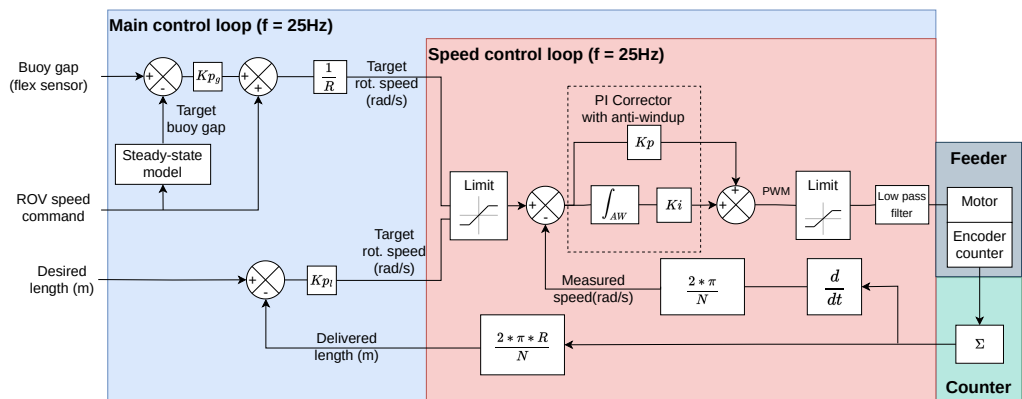 Main control loop (f = 25Hz)
Speed control loop (f = 25Hz)
Buoy gap
(flex sensor)
+
-
Kp_g
+
+
1
R
Target
rot. speed
(rad/s)
Target
buoy gap
Steady-state
model
ROV speed
command
PI Corrector
with anti-windup
Kp
Limit
+
-
∫AW
Ki
+
+
PWM
Limit
Low pass
filter
Feeder
Motor
Encoder
counter
Target
rot. speed
(rad/s)
Desired
length (m)
+
-
Kp_l
Measured
speed(rad/s)
2 * π
N
d
dt
Delivered
length (m)
2 * π * R
N
Σ
Counter